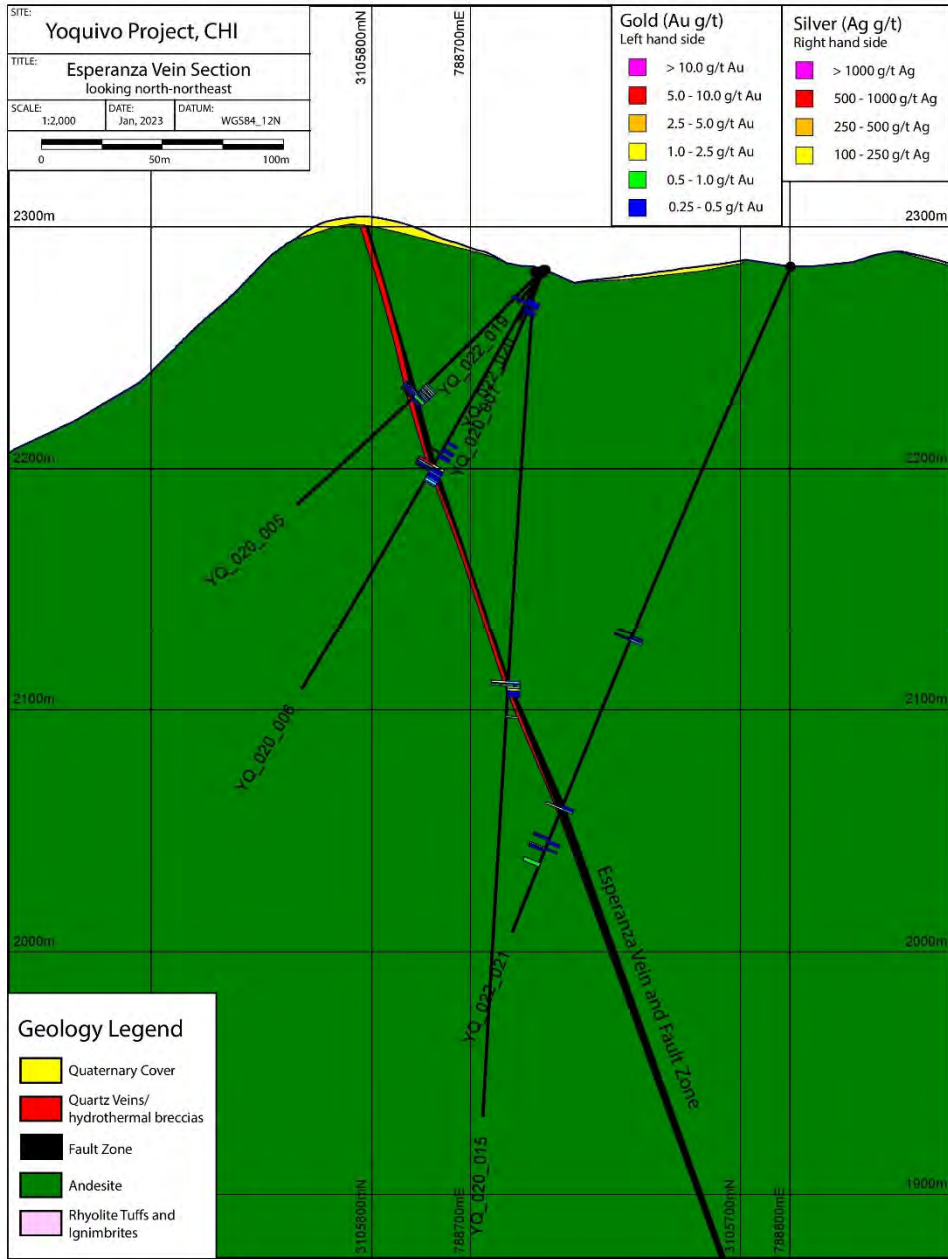 SITE:
Yoquivo Project, CHI
TITLE:
Esperanza Vein Section
looking north-northeast
SCALE:
1:2,000
DATE:
Jan, 2023
DATUM:
WGS84_12N
0
50m
100m
3105800mN
788700mE
Gold (Au g/t)
Left hand side
> 10.0 g/t Au
5.0 - 10.0 g/t Au
2.5 - 5.0 g/t Au
1.0 - 2.5 g/t Au
0.5 - 1.0 g/t Au
0.25 - 0.5 g/t Au
Silver (Ag g/t)
Right hand side
> 1000 g/t Ag
500 - 1000 g/t Ag
250 - 500 g/t Ag
100 - 250 g/t Ag
2300m
2300m
YQ_022_019
YQ_022_020
YQ_020_001
2200m
2200m
YQ_020_005
YQ_020_006
2100m
2100m
Esperanza Vein and Fault Zone
2000m
2000m
YQ_022_021
YQ_020_015
1900m
3105800mN
788700mE
3105700mN
788800mE
Geology Legend
Quaternary Cover
Quartz Veins/
hydrothermal breccias
Fault Zone
Andesite
Rhyolite Tuffs and
Ignimbrites